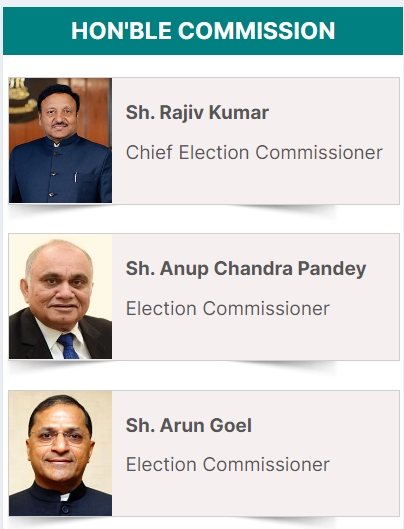 HON'BLE COMMISSION
Sh. Rajiv Kumar
Chief Election Commissioner
Sh. Anup Chandra Pandey
Election Commissioner
Sh. Arun Goel
Election Commissioner